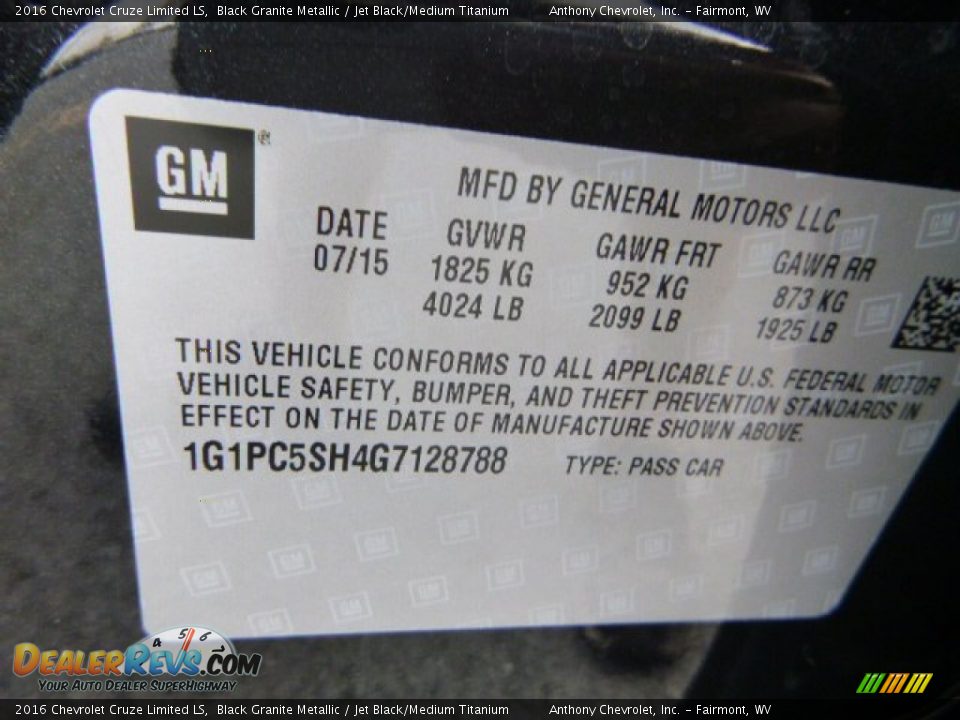 2016 Chevrolet Cruze Limited LS, Black Granite Metallic / Jet Black/Medium Titanium Anthony Chevrolet, Inc. - Fairmont, WV
GM ®
MFD BY GENERAL MOTORS LLC
DATE GVWR GAWR FRT GAWR RR
07/15 1825 KG 952 KG 873 KG
4024 LB 2099 LB 1925 LB
THIS VEHICLE CONFORMS TO ALL APPLICABLE U.S. FEDERAL MOTOR
VEHICLE SAFETY, BUMPER, AND THEFT PREVENTION STANDARDS IN
EFFECT ON THE DATE OF MANUFACTURE SHOWN ABOVE.
1G1PC5SH4G7128788 TYPE: PASS CAR
4 5 6
DEALERREVS.COM
YOUR AUTO DEALER SUPERHIGHWAY
2016 Chevrolet Cruze Limited LS, Black Granite Metallic / Jet Black/Medium Titanium Anthony Chevrolet, Inc. - Fairmont, WV